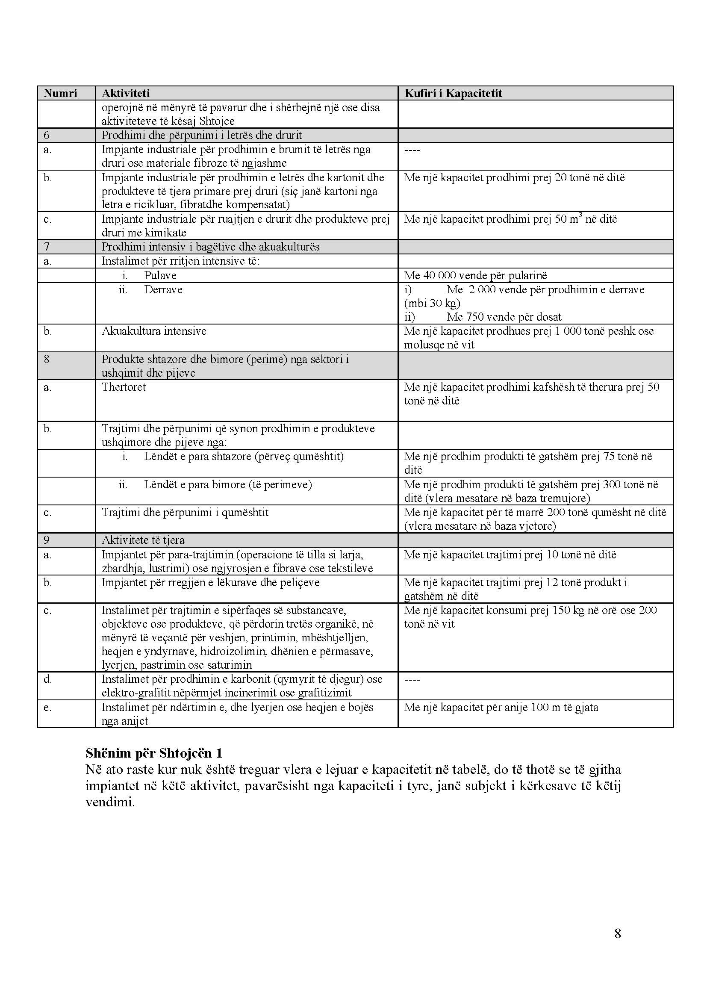 Numri Aktiviteti Kufiri i Kapacitetit
operojnë në mënyrë të pavarur dhe i shërbejnë një ose disa
aktiviteteve të kësaj Shtojce
6 Prodhimi dhe përpunimi i letrës dhe drurit
a. Impjante industriale për prodhimin e brumit të letrës nga ----
druri ose materiale fibroze të ngjashme
b. Impjante industriale për prodhimin e letrës dhe kartonit dhe Me një kapacitet prodhimi prej 20 tonë në ditë
produkteve të tjera primare prej druri (siç janë kartoni nga
letra e ricikluar, fibratdhe kompensatat)
c. Impjante industriale për ruajtjen e drurit dhe produkteve prej Me një kapacitet prodhimi prej 50 m³ në ditë
druri me kimikate
7 Prodhimi intensiv i bagëtive dhe akuakulturës
a. Instalimet për rritjen intensive të:
i. Pulave Me 40 000 vende për pularinë
ii. Derrave i) Me 2 000 vende për prodhimin e derrave
(mbi 30 kg)
ii) Me 750 vende për dosat
b. Akuakultura intensive Me një kapacitet prodhues prej 1 000 tonë peshk ose
molusqe në vit
8 Produkte shtazore dhe bimore (perime) nga sektori i
ushqimit dhe pijeve
a. Thertoret Me një kapacitet prodhimi kafshësh të therura prej 50
tonë në ditë
b. Trajtimi dhe përpunimi që synon prodhimin e produkteve
ushqimore dhe pijeve nga:
i. Lëndët e para shtazore (përveç qumështit) Me një prodhim produkti të gatshëm prej 75 tonë në
ditë
ii. Lëndët e para bimore (të perimeve) Me një prodhim produkti të gatshëm prej 300 tonë në
ditë (vlera mesatare në baza tremujore)
c. Trajtimi dhe përpunimi i qumështit Me një kapacitet për të marrë 200 tonë qumësht në ditë
(vlera mesatare në baza vjetore)
9 Aktivitete të tjera
a. Impjantet për para-trajtimin (operacione të tilla si larja, Me një kapacitet trajtimi prej 10 tonë në ditë
zbardhja, lustrimi) ose ngjyrosjen e fibrave ose tekstileve
b. Impjantet për rregjjen e lëkurave dhe peliçeve Me një kapacitet trajtimi prej 12 tonë produkt i
gatshëm në ditë
c. Instalimet për trajtimin e sipërfaqes së substancave, Me një kapacitet konsumi prej 150 kg në orë ose 200
objekteve ose produkteve, që përdorin tretës organikë, në tonë në vit
mënyrë të veçantë për veshjen, printimin, mbështjelljen,
heqjen e yndyrnave, hidroizolimin, dhënien e përmasave,
lyerjen, pastrimin ose saturimin
d. Instalimet për prodhimin e karbonit (qymyrit të djegur) ose ----
elektro-grafitit nëpërmjet incinerimit ose grafitizimit
e. Instalimet për ndërtimin e, dhe lyerjen ose heqjen e bojës Me një kapacitet për anije 100 m të gjata
nga anijet
Shënim për Shtojcën 1
Në ato raste kur nuk është treguar vlera e lejuar e kapacitetit në tabelë, do të thotë se të gjitha
impiantet në këtë aktivitet, pavarësisht nga kapaciteti i tyre, janë subjekt i kërkesave të këtij
vendimi.
8